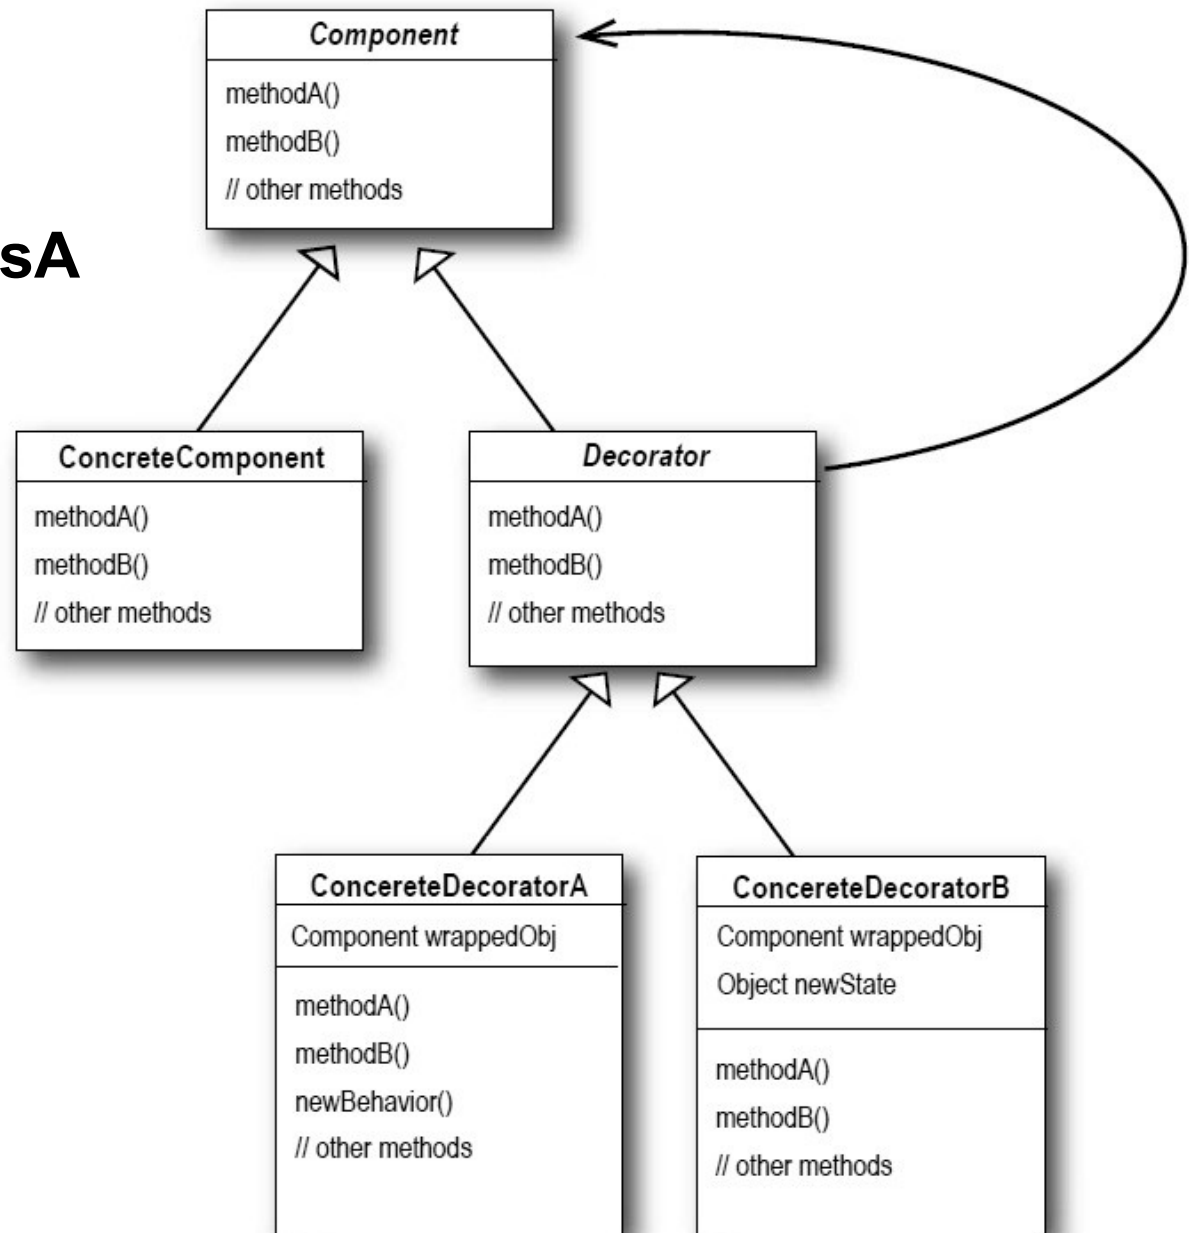 Component
methodA()
methodB()
// other methods
sA
ConcreteComponent
methodA()
methodB()
// other methods
Decorator
methodA()
methodB()
// other methods
ConcereteDecoratorA
Component wrappedObj
methodA()
methodB()
newBehavior()
// other methods
ConcereteDecoratorB
Component wrappedObj
Object newState
methodA()
methodB()
// other methods